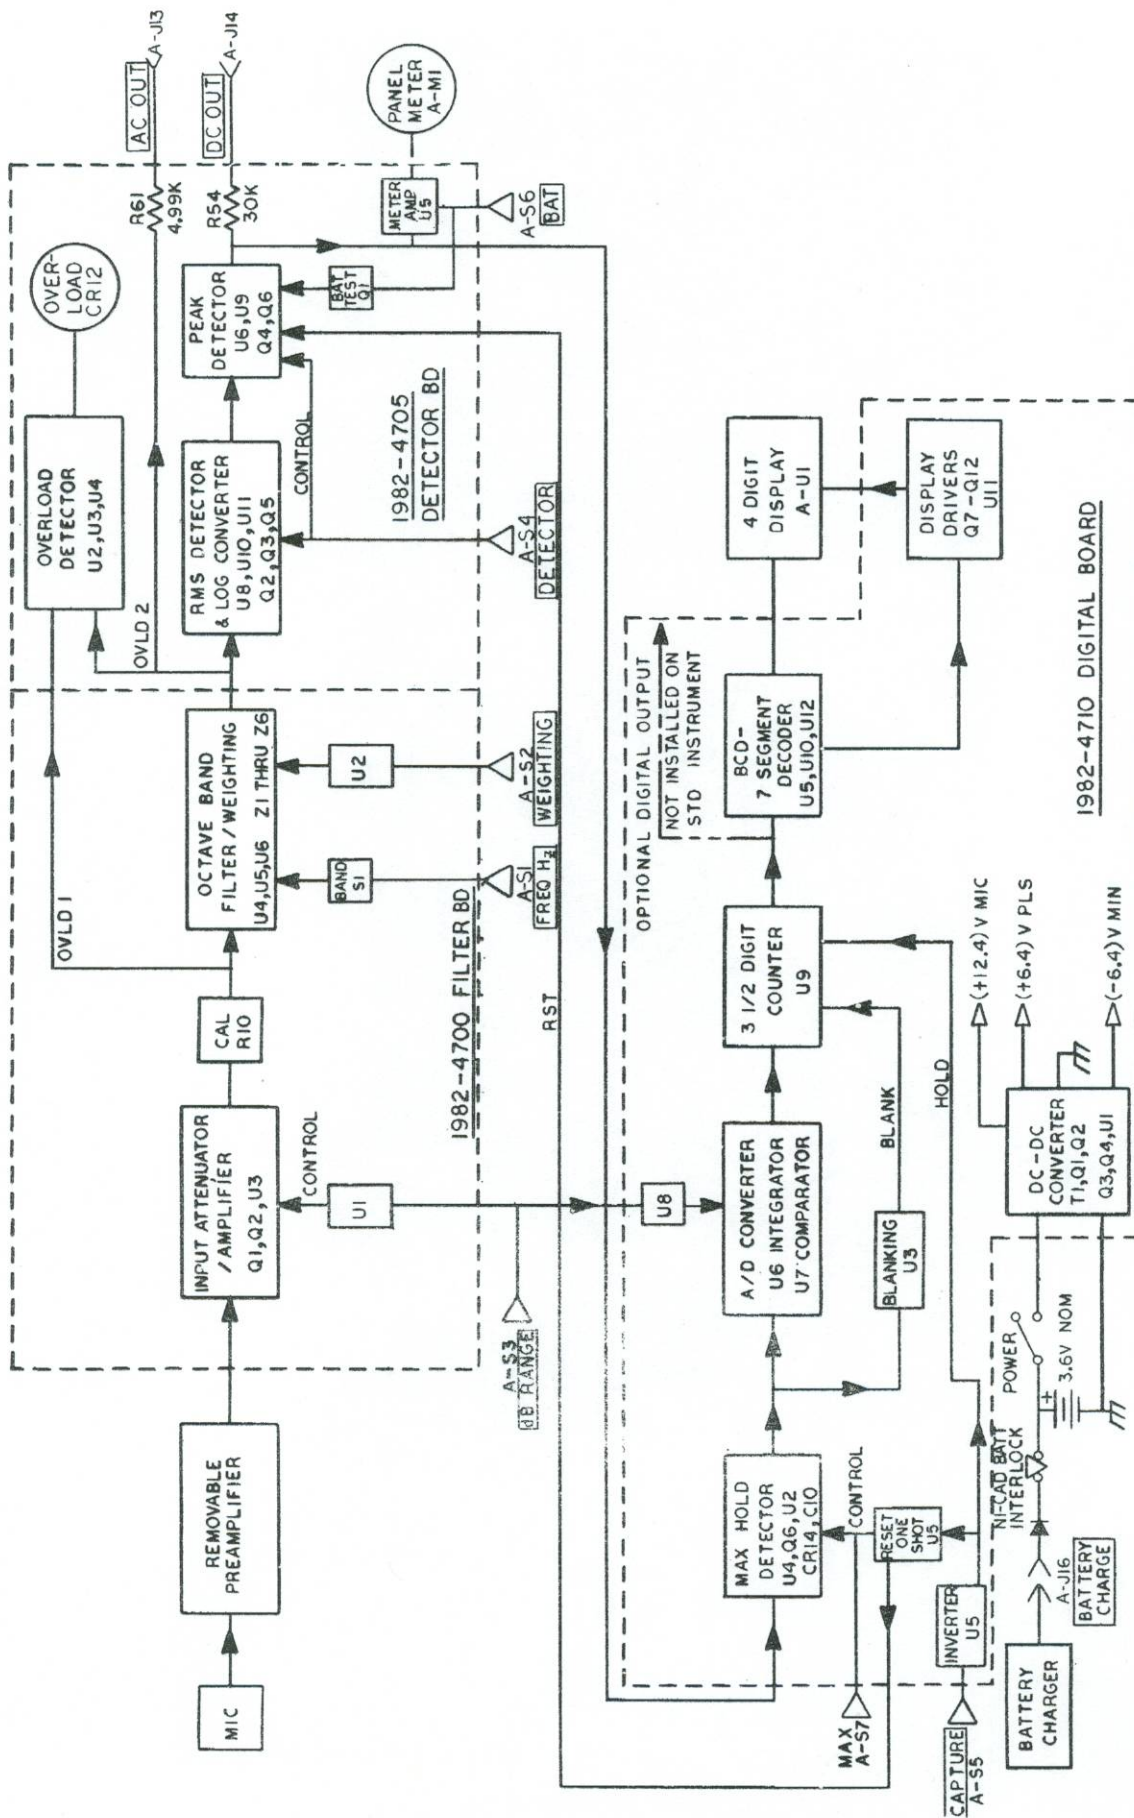 MIC
REMOVABLE
PREAMPLIFIER
INPUT ATTENUATOR
/ AMPLIFIER
Q1,Q2,U3
CONTROL
U1
A-S3
dB RANGE
CAL
R10
1982-4700 FILTER BD
OVLD 1
OCTAVE BAND
FILTER/WEIGHTING
U4,U5,U6 Z1 THRU Z6
BAND
S1
A-S1
FREQ Hz
U2
A-S2
WEIGHTING
OVLD 2
OVERLOAD
DETECTOR
U2,U3,U4
OVER-
LOAD
CR12
RMS DETECTOR
& LOG CONVERTER
U8,U10,U11
Q2,Q3,Q5
CONTROL
A-S4
DETECTOR
1982-4705
DETECTOR BD
PEAK
DETECTOR
U6,U9
Q4,Q6
BAT
TEST
Q1
R61
4.99K
AC OUT
A-J13
R54
30K
DC OUT
A-J14
METER
AMP
U5
PANEL
METER
A-M1
A-S6
BAT
RST
OPTIONAL DIGITAL OUTPUT
NOT INSTALLED ON
STD INSTRUMENT
MAX HOLD
DETECTOR
U4,Q6,U2
CR14,C10
CONTROL
RESET
ONE
SHOT
U5
MAX
A-S7
INVERTER
U5
CAPTURE
A-S5
U8
A/D CONVERTER
U6 INTEGRATOR
U7 COMPARATOR
BLANKING
U3
BLANK
HOLD
3 1/2 DIGIT
COUNTER
U9
BCD-
7 SEGMENT
DECODER
U5,U10,U12
4 DIGIT
DISPLAY
A-U1
DISPLAY
DRIVERS
Q7-Q12
U11
1982-4710 DIGITAL BOARD
BATTERY
CHARGER
A-J16
BATTERY
CHARGE
NI-CAD BATT
INTERLOCK
POWER
+
3.6V NOM
DC-DC
CONVERTER
T1,Q1,Q2
Q3,Q4,U1
(+12.4) V MIC
(+6.4) V PLS
(-6.4) V MIN